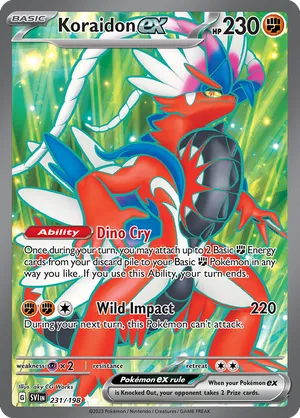 BASIC
Koraidon ex HP 230
Ability Dino Cry
Once during your turn, you may attach up to 2 Basic Energy
cards from your discard pile to your Basic Pokémon in
any way you like. If you use this Ability, your turn ends.
Wild Impact 220
During your next turn, this Pokémon can't attack.
weakness ×2 resistance retreat
Illus. aky CG Works
G SVI EN 231/198
Pokémon ex rule
When your Pokémon ex
is Knocked Out, your opponent takes 2 Prize cards.
©2023 Pokémon / Nintendo / Creatures / GAME FREAK